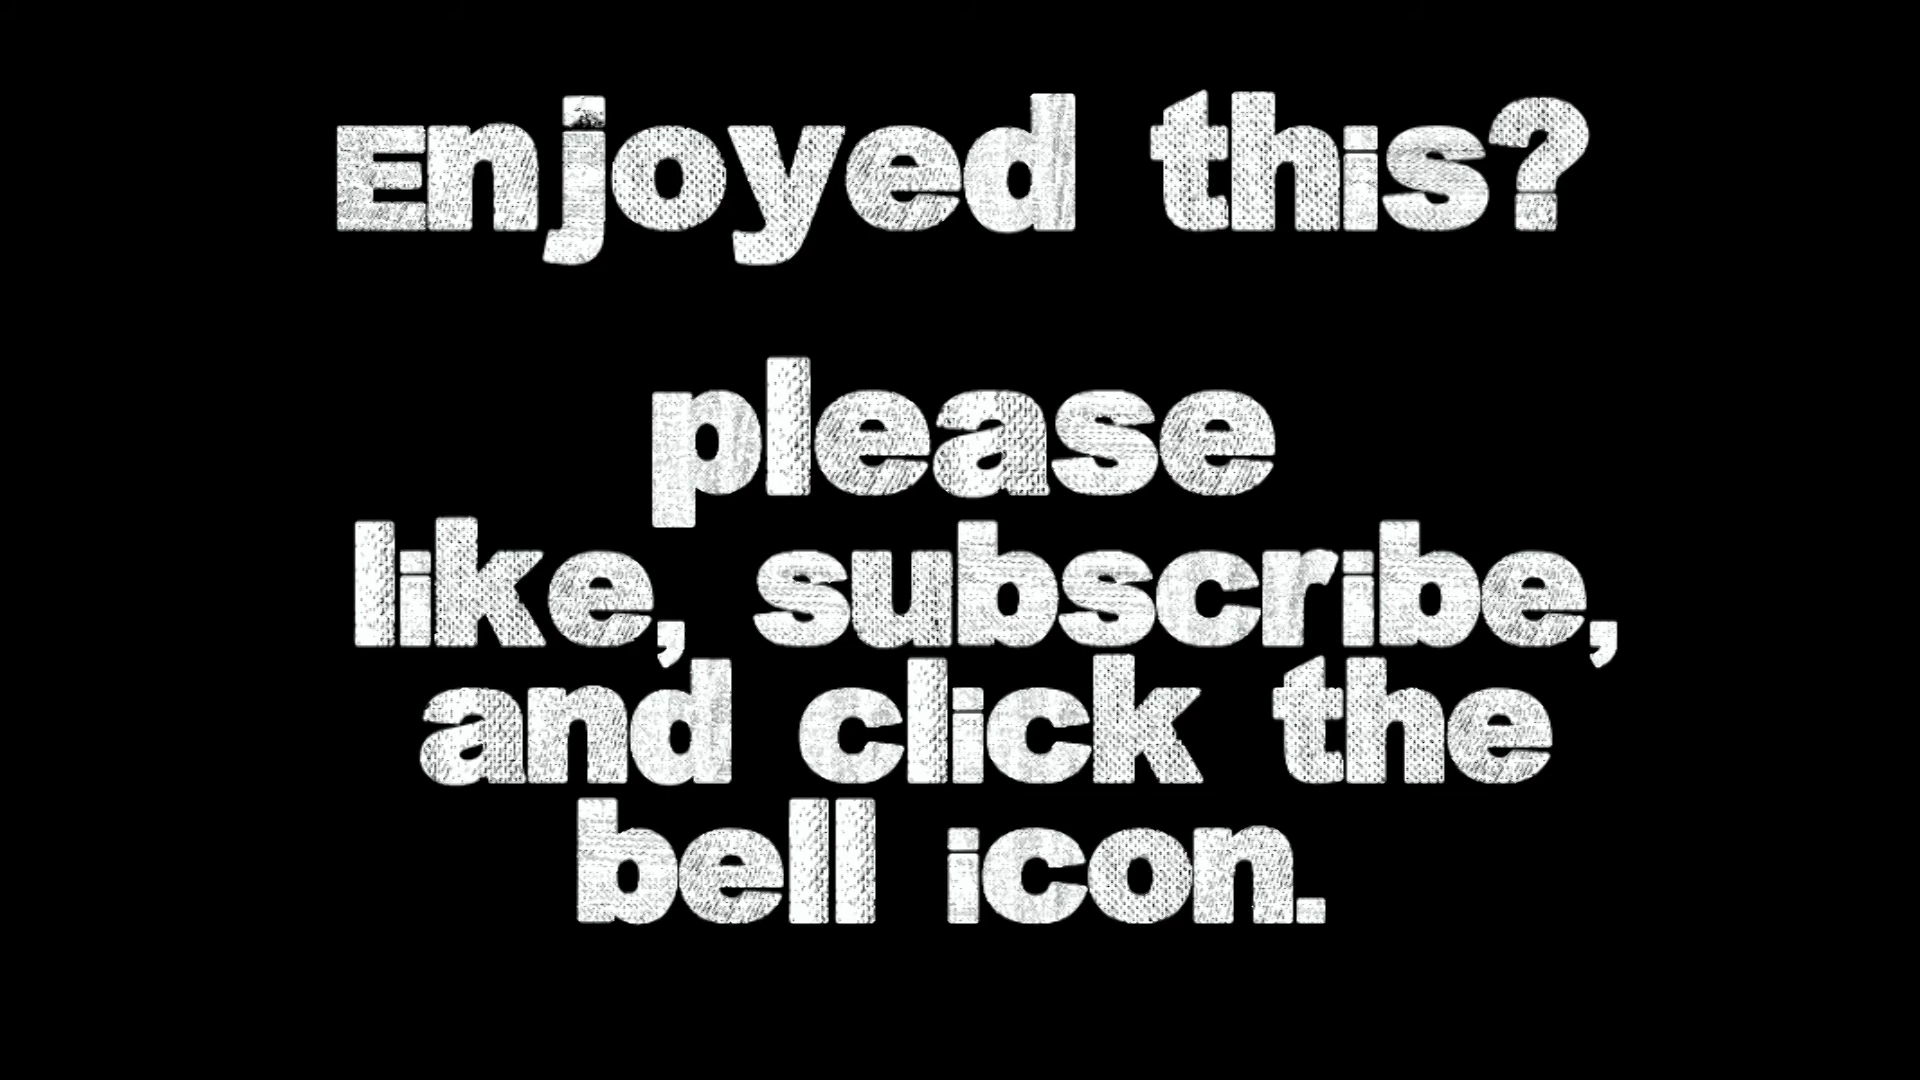 Enjoyed this?
please
like, subscribe,
and click the
bell icon.